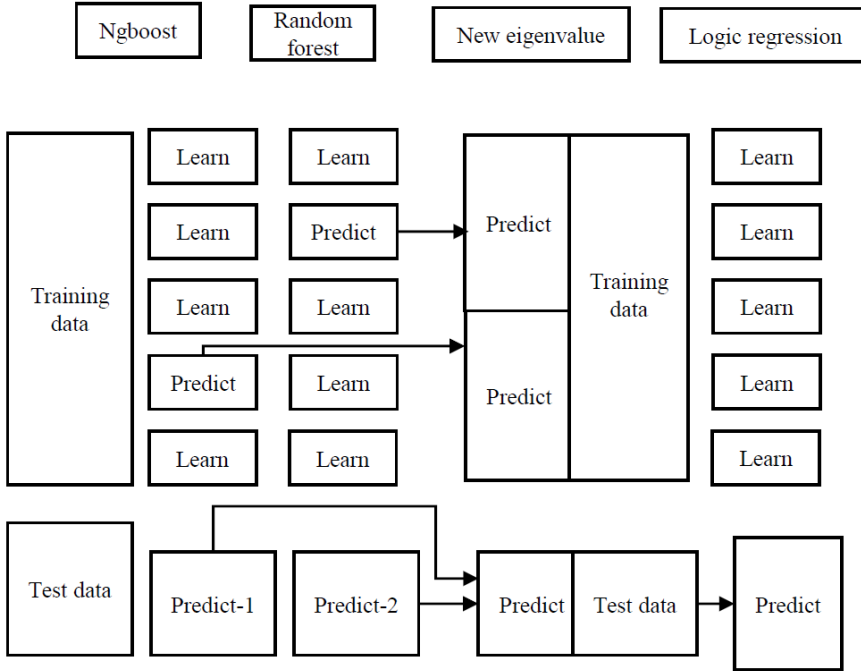 Ngboost
Random
forest
New eigenvalue
Logic regression
Learn
Learn
Learn
Learn
Predict
Predict
Learn
Training
data
Learn
Learn
Training
data
Learn
Predict
Learn
Predict
Learn
Learn
Learn
Learn
Test data
Predict-1
Predict-2
Predict
Test data
Predict